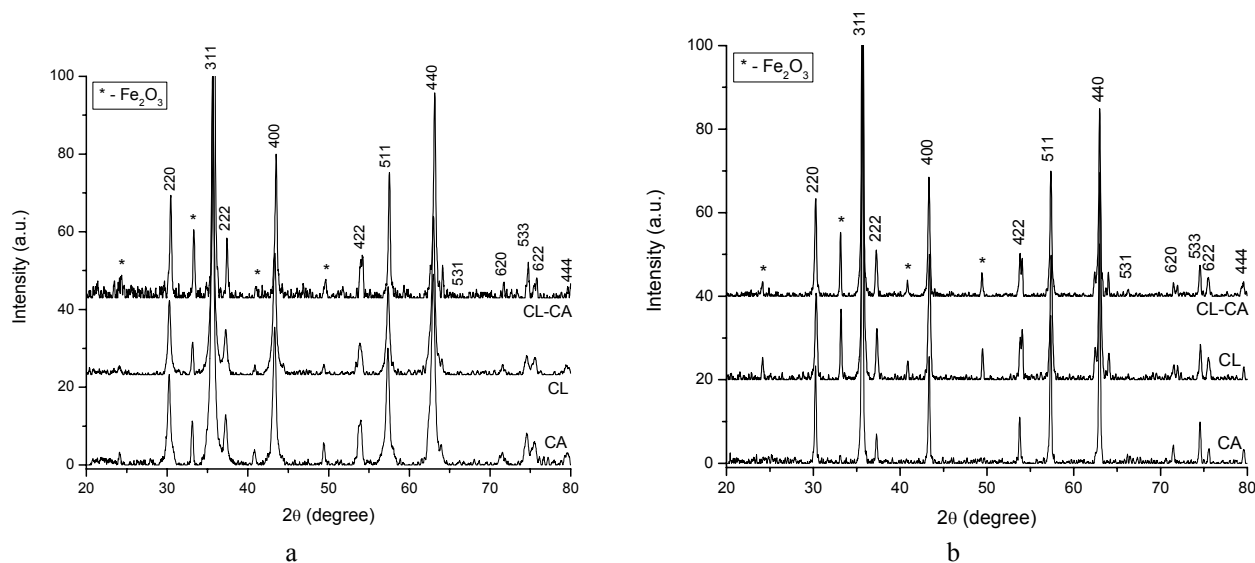 * - Fe₂O₃
Intensity (a.u.)
100
80
60
40
20
0
220
*
*
311
222
400
*
*
422
511
440
531
620
533
622
444
CL-CA
CL
CA
20 30 40 50 60 70 80
2θ (degree)
a
* - Fe₂O₃
Intensity (a.u.)
100
80
60
40
20
0
*
220
*
311
222
*
400
*
422
511
440
531
620
533
622
444
CL-CA
CL
CA
20 30 40 50 60 70 80
2θ (degree)
b